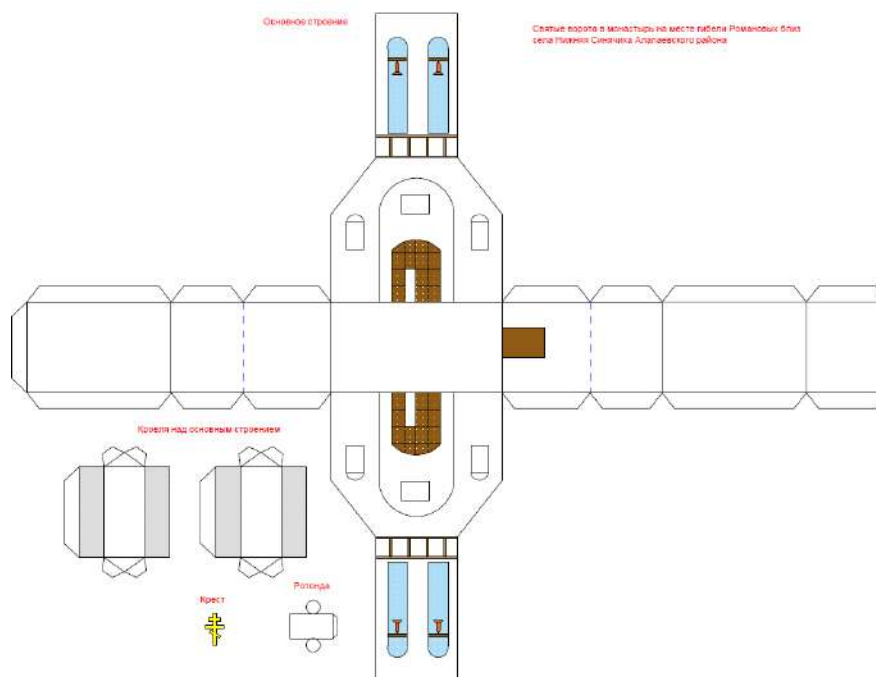 Основное строение
Святые ворота в монастырь на месте гибели Романовых близ
села Нижняя Синячиха Алапаевского района
Кровля над основным строением
Крест
Ротонда